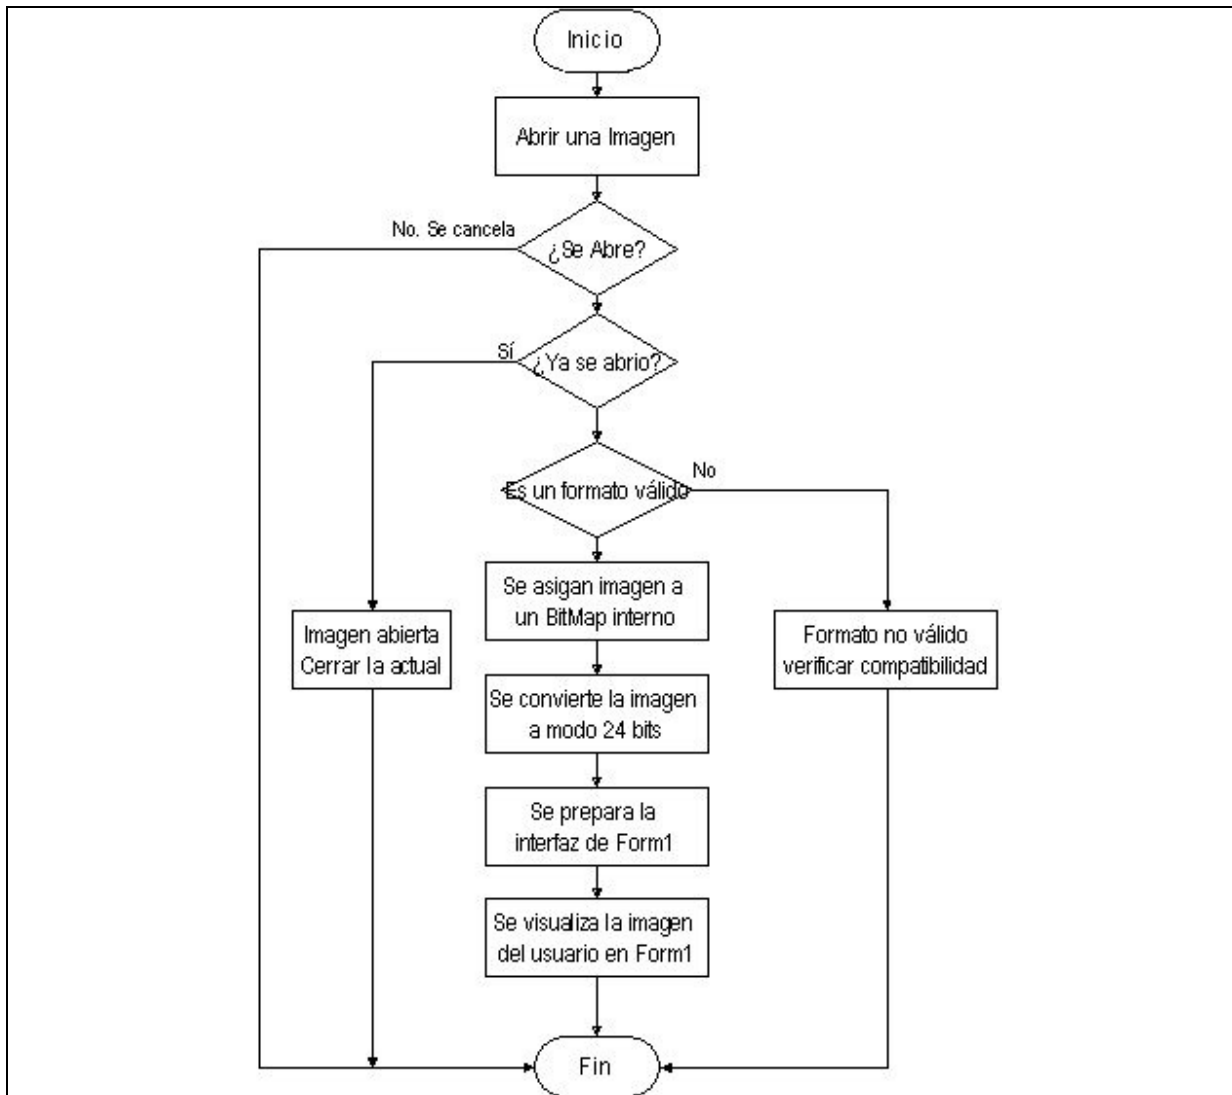 Inicio
Abrir una Imagen
No. Se cancela
¿Se Abre?
Sí
¿Ya se abrio?
No
Es un formato válido
Se asigan imagen a
un BitMap interno
Imagen abierta
Cerrar la actual
Formato no válido
verificar compatibilidad
Se convierte la imagen
a modo 24 bits
Se prepara la
interfaz de Form1
Se visualiza la imagen
del usuario en Form1
Fin